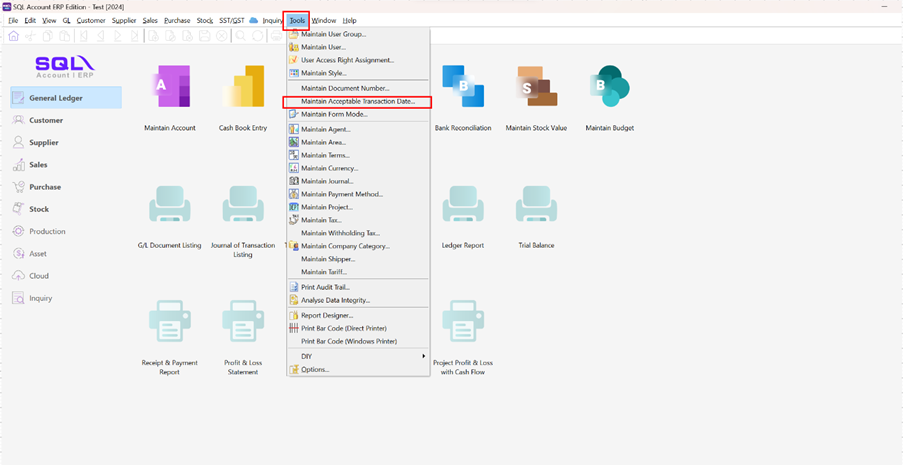 SQL Account ERP Edition - Test [2024]
File Edit View GL Customer Supplier Sales Purchase Stock SST/GST Inquiry Tools Window Help
SQL
Account | ERP
General Ledger
Customer
Supplier
Sales
Purchase
Stock
Production
Asset
Cloud
Inquiry
A
Maintain Account
Cash Book Entry
Maintain User Group...
Maintain User...
User Access Right Assignment...
Maintain Style...
Maintain Document Number...
Maintain Acceptable Transaction Date...
Maintain Form Mode...
Maintain Agent...
Maintain Area...
Maintain Terms...
Maintain Currency...
Maintain Journal...
Maintain Payment Method...
Maintain Project...
Maintain Tax...
Maintain Withholding Tax...
Maintain Company Category...
Maintain Shipper...
Maintain Tariff...
Print Audit Trail...
Analyse Data Integrity...
Report Designer...
Print Bar Code (Direct Printer)
Print Bar Code (Windows Printer)
DIY
Options...
B
Bank Reconciliation
S
Maintain Stock Value
B
Maintain Budget
G/L Document Listing
Journal of Transaction
Listing
T
Ledger Report
Trial Balance
Receipt & Payment
Report
Profit & Loss
Statement
Project Profit & Loss
with Cash Flow